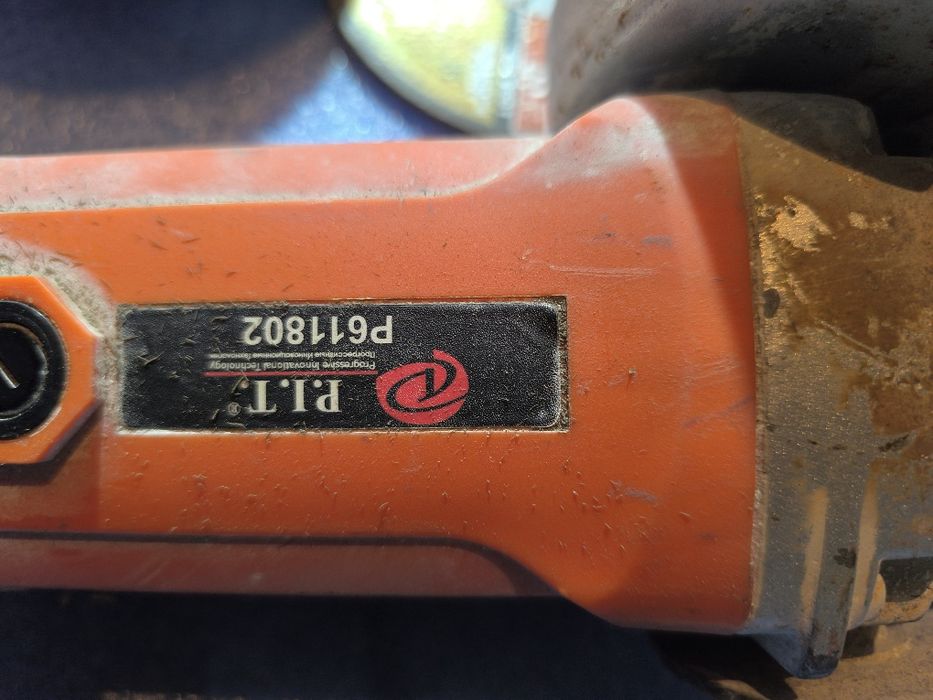 P.I.T.®
Progressive Innovational Technology
Прогрессивные Инновационные Технологии
P611802